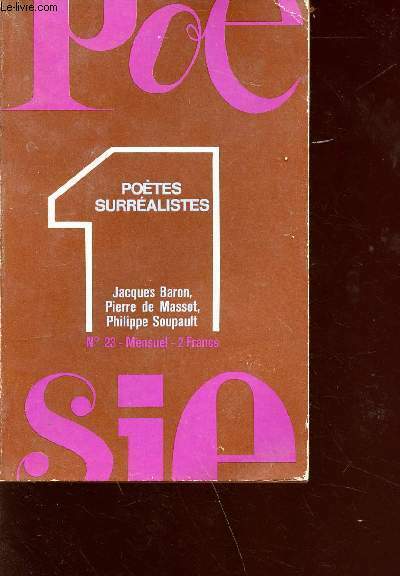 Le-livre.com
poe
1
POÈTES
SURRÉALISTES
Jacques Baron,
Pierre de Massot,
Philippe Soupault
N° 23 - Mensuel - 2 Francs
sie